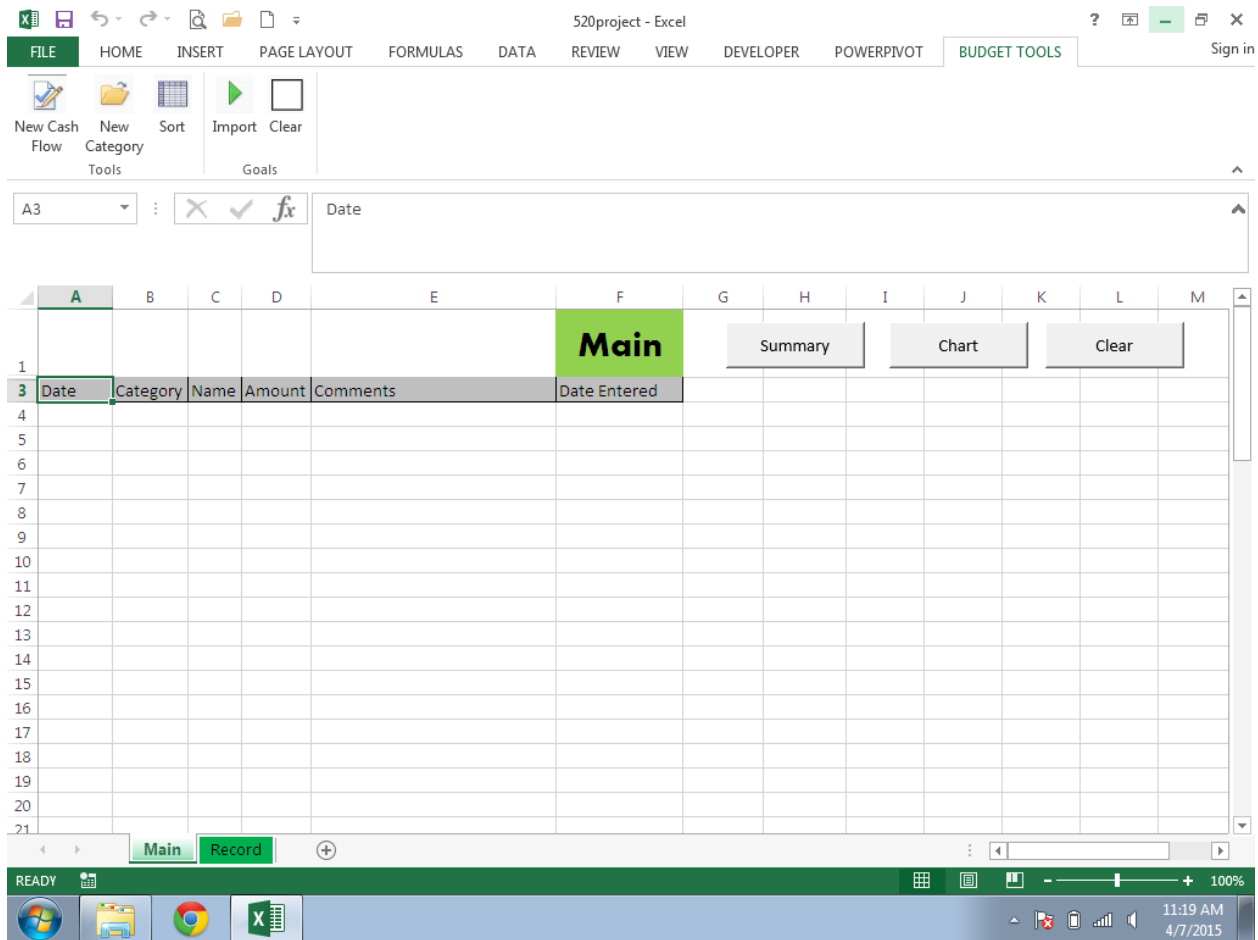 520project - Excel
FILE HOME INSERT PAGE LAYOUT FORMULAS DATA REVIEW VIEW DEVELOPER POWERPIVOT BUDGET TOOLS Sign in
New Cash Flow
New Category
Sort
Import
Clear
Tools
Goals
A3
fx
Date
A B C D E F G H I J K L M
1 Main Summary Chart Clear
3 Date Category Name Amount Comments Date Entered
4
5
6
7
8
9
10
11
12
13
14
15
16
17
18
19
20
21
Main Record
READY 100%
11:19 AM
4/7/2015